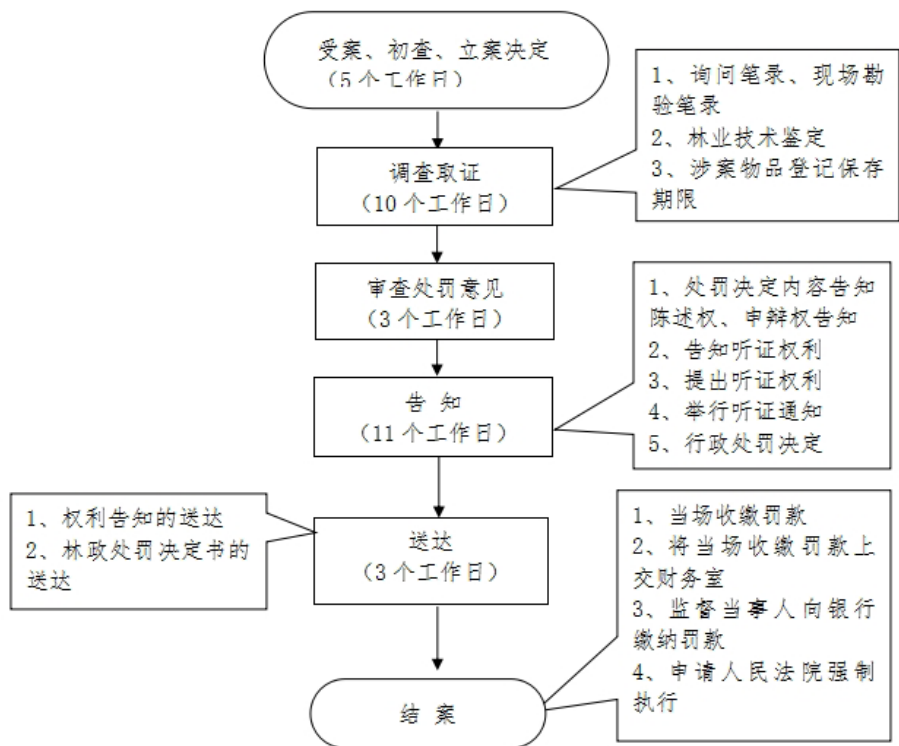 受案、初查、立案决定
（5 个工作日）
1、询问笔录、现场勘
验笔录
2、林业技术鉴定
3、涉案物品登记保存
期限
调查取证
（10 个工作日）
审查处罚意见
（3 个工作日）
1、处罚决定内容告知
陈述权、申辩权告知
2、告知听证权利
3、提出听证权利
4、举行听证通知
5、行政处罚决定
告 知
（11 个工作日）
1、权利告知的送达
2、林政处罚决定书的
送达
送达
（3 个工作日）
1、当场收缴罚款
2、将当场收缴罚款上
交财务室
3、监督当事人向银行
缴纳罚款
4、申请人民法院强制
执行
结 案